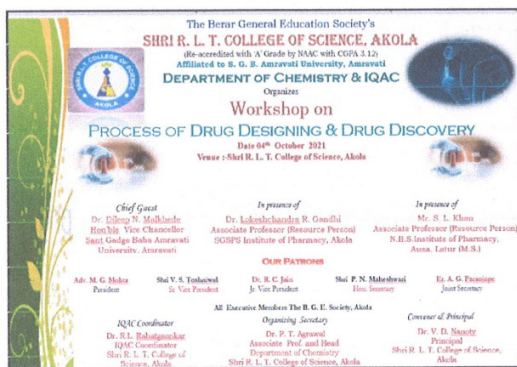 The Berar General Education Society's
SHRI R. L. T. COLLEGE OF SCIENCE, AKOLA
(Re-accredited with 'A' Grade by NAAC with CGPA 3.12)
Affiliated to S. G. B. Amravati University, Amravati
DEPARTMENT OF CHEMISTRY & IQAC
Organizes
Workshop on
PROCESS OF DRUG DESIGNING & DRUG DISCOVERY
Date 04th October 2021
Venue :-Shri R. L. T. College of Science, Akola
SHRI R.L.T. COLLEGE OF SCIENCE
AKOLA
Chief Guest
Dr. Dileep N. Malkhede
Hon'ble Vice Chancellor
Sant Gadge Baba Amravati
University, Amravati
In presence of
Dr. Lokeshchandra R. Gandhi
Associate Professor (Resource Person)
SGSPS Institute of Pharmacy, Akola
In presence of
Mr. S. L. Khan
Associate Professor (Resource Person)
N.B.S. Institute of Pharmacy,
Ausa, Latur (M.S.)
OUR PATRONS
Adv. M. G. Mohta
President
Shri V. S. Toshniwal
Sr. Vice President
Dr. R. C. Jain
Jr. Vice President
Shri P. N. Maheshwari
Hon. Secretary
Er. A. G. Paranjape
Joint Secretary
All Executive Members The B. G. E. Society, Akola
IQAC Coordinator
Dr. S.L.
IQAC Coordinator
Shri R. L. T. College of
Science, Akola
Organizing Secretary
Dr. P. T. Agrawal
Associate Prof. and Head
Department of Chemistry
Shri R. L. T. College of Science, Akola
Convener & Principal
Dr. V. D. Nanoty
Principal
Shri R. L. T. College of Science,
Akola